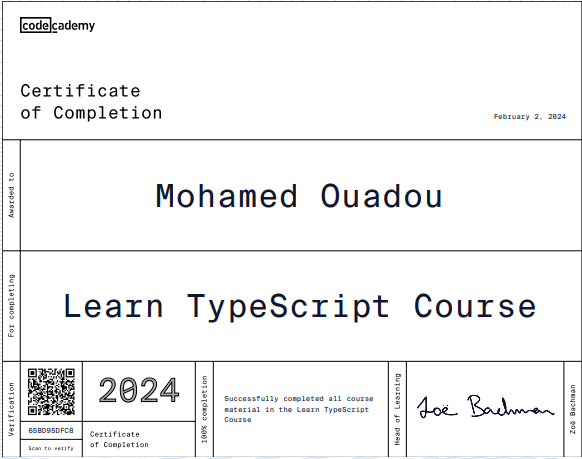 codecademy
Certificate
of Completion
February 2, 2024
Awarded to
Mohamed Ouadou
For completing
Learn TypeScript Course
Verification
65BD95DFC8
Scan to verify
2024
Certificate
of Completion
100% completion
Successfully completed all course
material in the Learn TypeScript
Course
Head of Learning
Zoë Bachman
Zoë Bachman